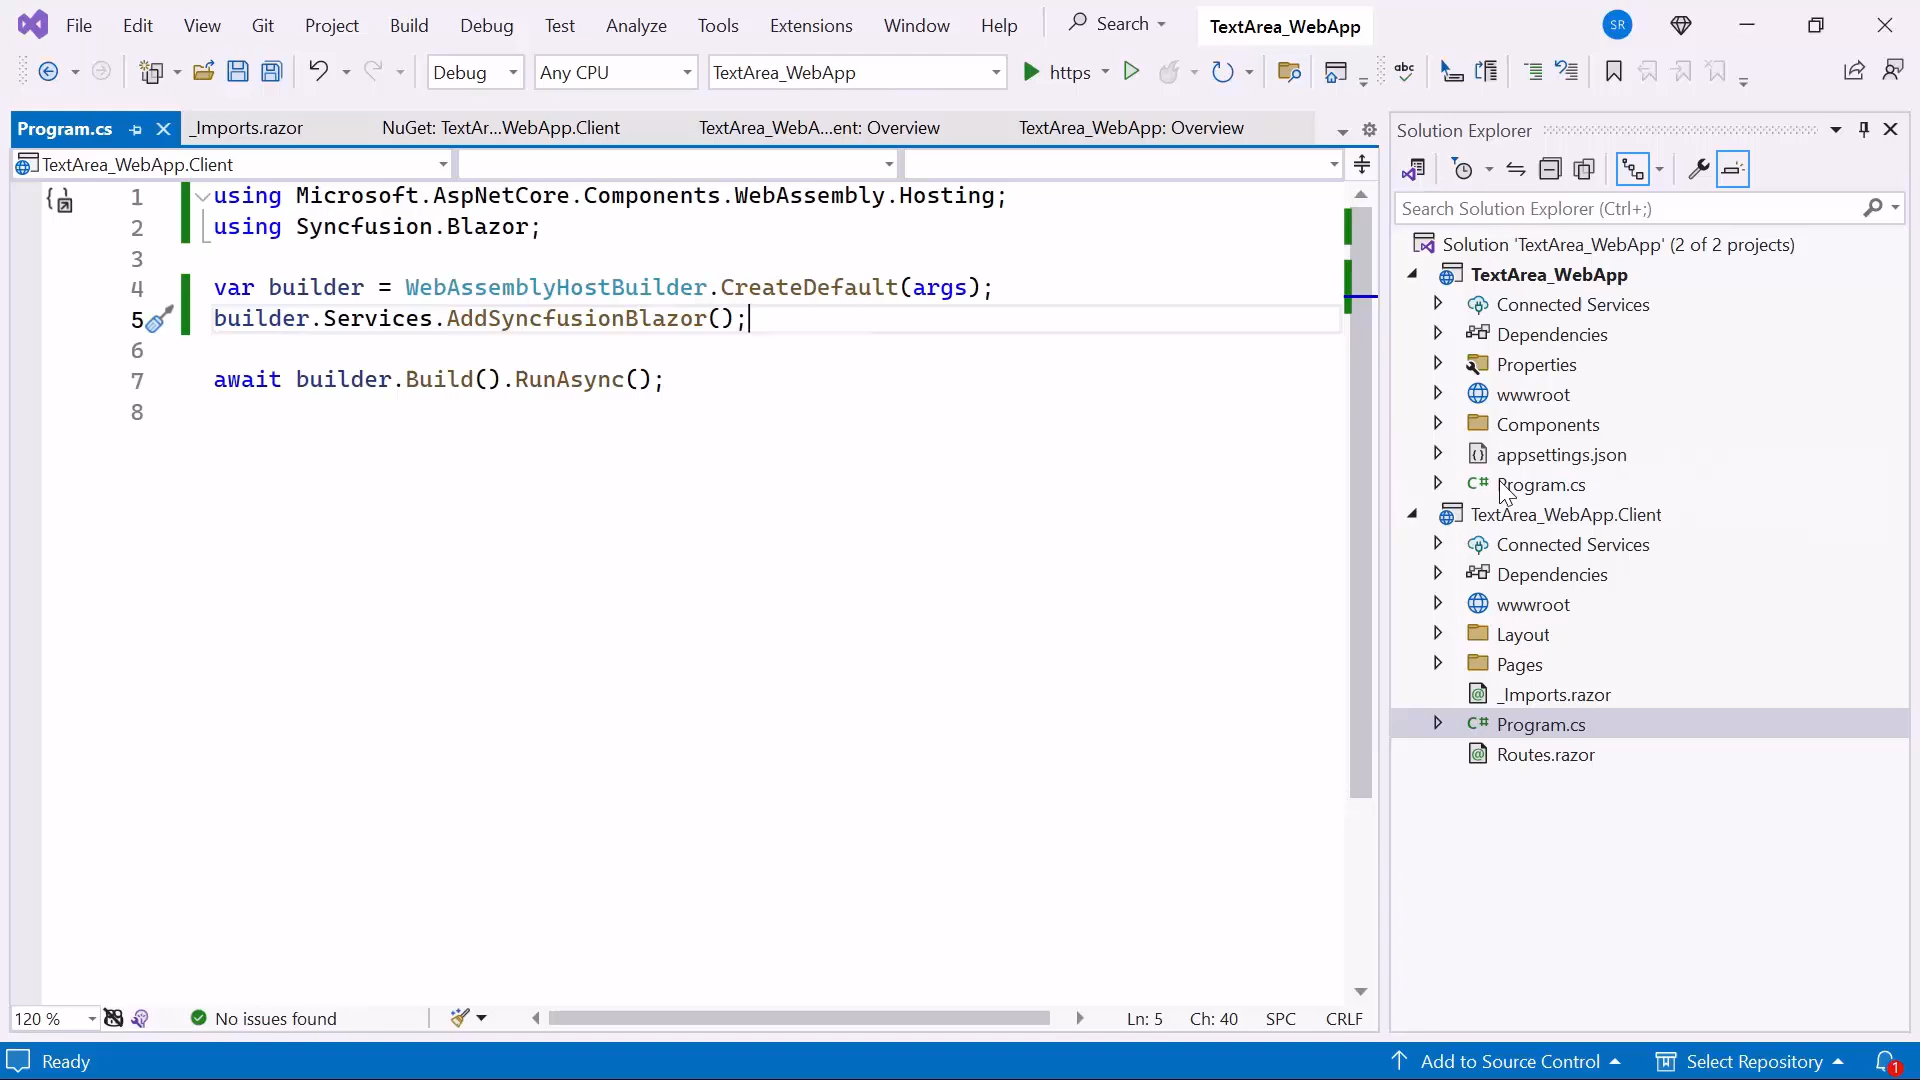 File Edit View Git Project Build Debug Test Analyze Tools Extensions Window Help Search TextArea_WebApp SR
Debug Any CPU TextArea_WebApp https abc
Program.cs _Imports.razor NuGet: TextAr...WebApp.Client TextArea_WebA...ent: Overview TextArea_WebApp: Overview
TextArea_WebApp.Client
1 using Microsoft.AspNetCore.Components.WebAssembly.Hosting;
2 using Syncfusion.Blazor;
3
4 var builder = WebAssemblyHostBuilder.CreateDefault(args);
5 builder.Services.AddSyncfusionBlazor();
6
7 await builder.Build().RunAsync();
8
120 % No issues found Ln: 5 Ch: 40 SPC CRLF
Solution Explorer
Search Solution Explorer (Ctrl+;)
Solution 'TextArea_WebApp' (2 of 2 projects)
TextArea_WebApp
Connected Services
Dependencies
Properties
wwwroot
Components
appsettings.json
C# Program.cs
TextArea_WebApp.Client
Connected Services
Dependencies
wwwroot
Layout
Pages
_Imports.razor
C# Program.cs
Routes.razor
Ready Add to Source Control Select Repository 1